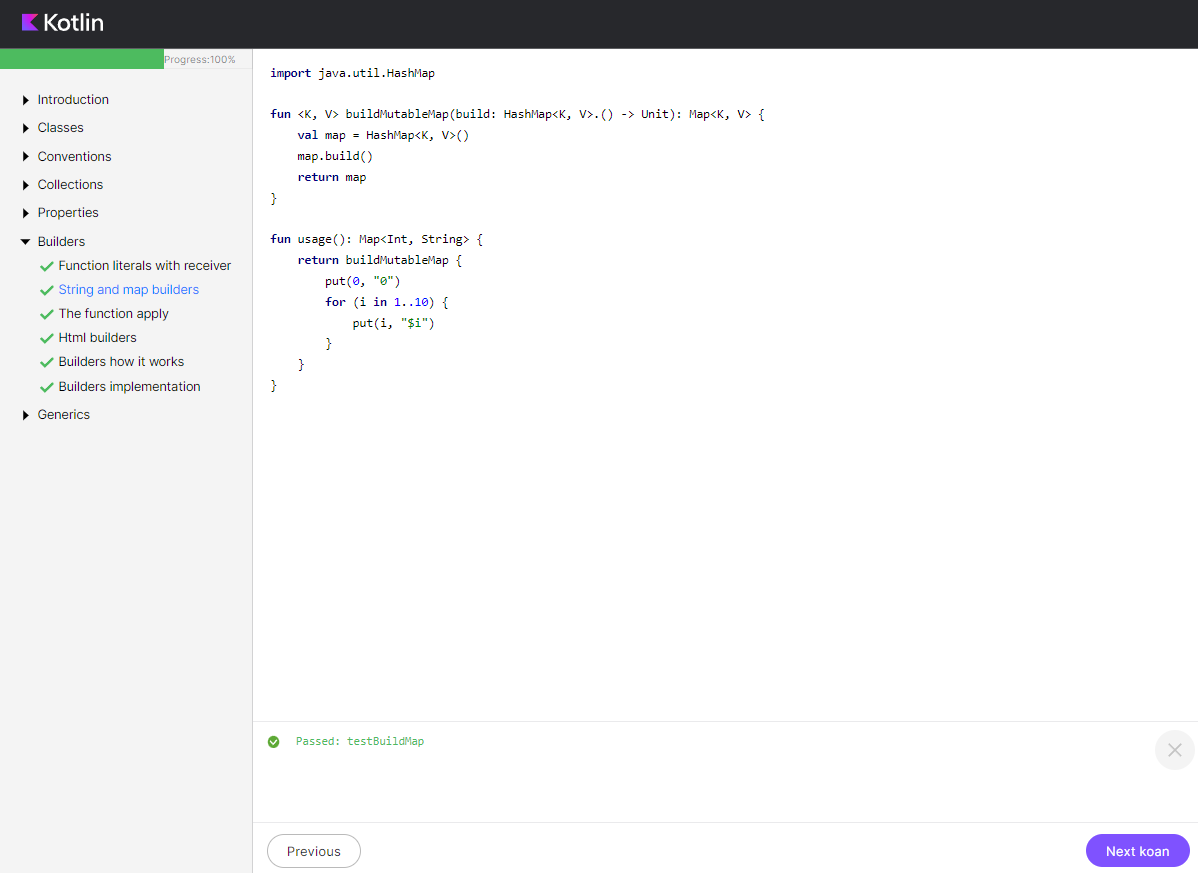 Kotlin
Progress:100%
Introduction
Classes
Conventions
Collections
Properties
Builders
Function literals with receiver
String and map builders
The function apply
Html builders
Builders how it works
Builders implementation
Generics
import java.util.HashMap
fun <K, V> buildMutableMap(build: HashMap<K, V>.() -> Unit): Map<K, V> {
    val map = HashMap<K, V>()
    map.build()
    return map
}
fun usage(): Map<Int, String> {
    return buildMutableMap {
        put(0, "0")
        for (i in 1..10) {
            put(i, "$i")
        }
    }
}
Passed: testBuildMap
Previous
Next koan